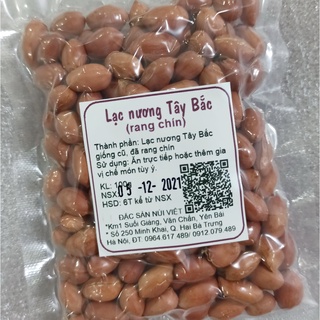 Lạc nương Tây Bắc
(rang chín)
Thành phần: Lạc nương Tây Bắc
giống cũ, đã rang chín
Sử dụng: Ăn trực tiếp hoặc thêm gia
vị chế món tùy ý.
KL:
NSX: 05 -12- 2021
HSD: 6T kể từ NSX
ĐẶC SẢN NÚI VIỆT
*Km1 Suối Giàng, Văn Chấn, Yên Bái
* Số 250 Minh Khai, Q. Hai Bà Trưng
Hà Nội, ĐT: 0964.617.489/ 0912.079.489